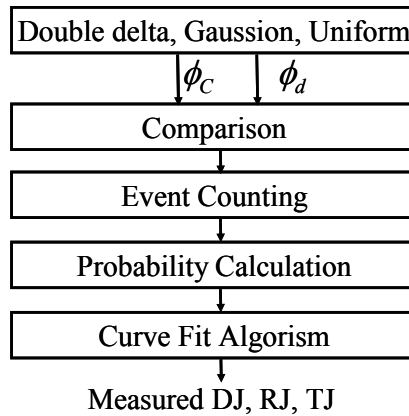 Double delta, Gaussion, Uniform
ϕC ϕd
Comparison
Event Counting
Probability Calculation
Curve Fit Algorism
Measured DJ, RJ, TJ